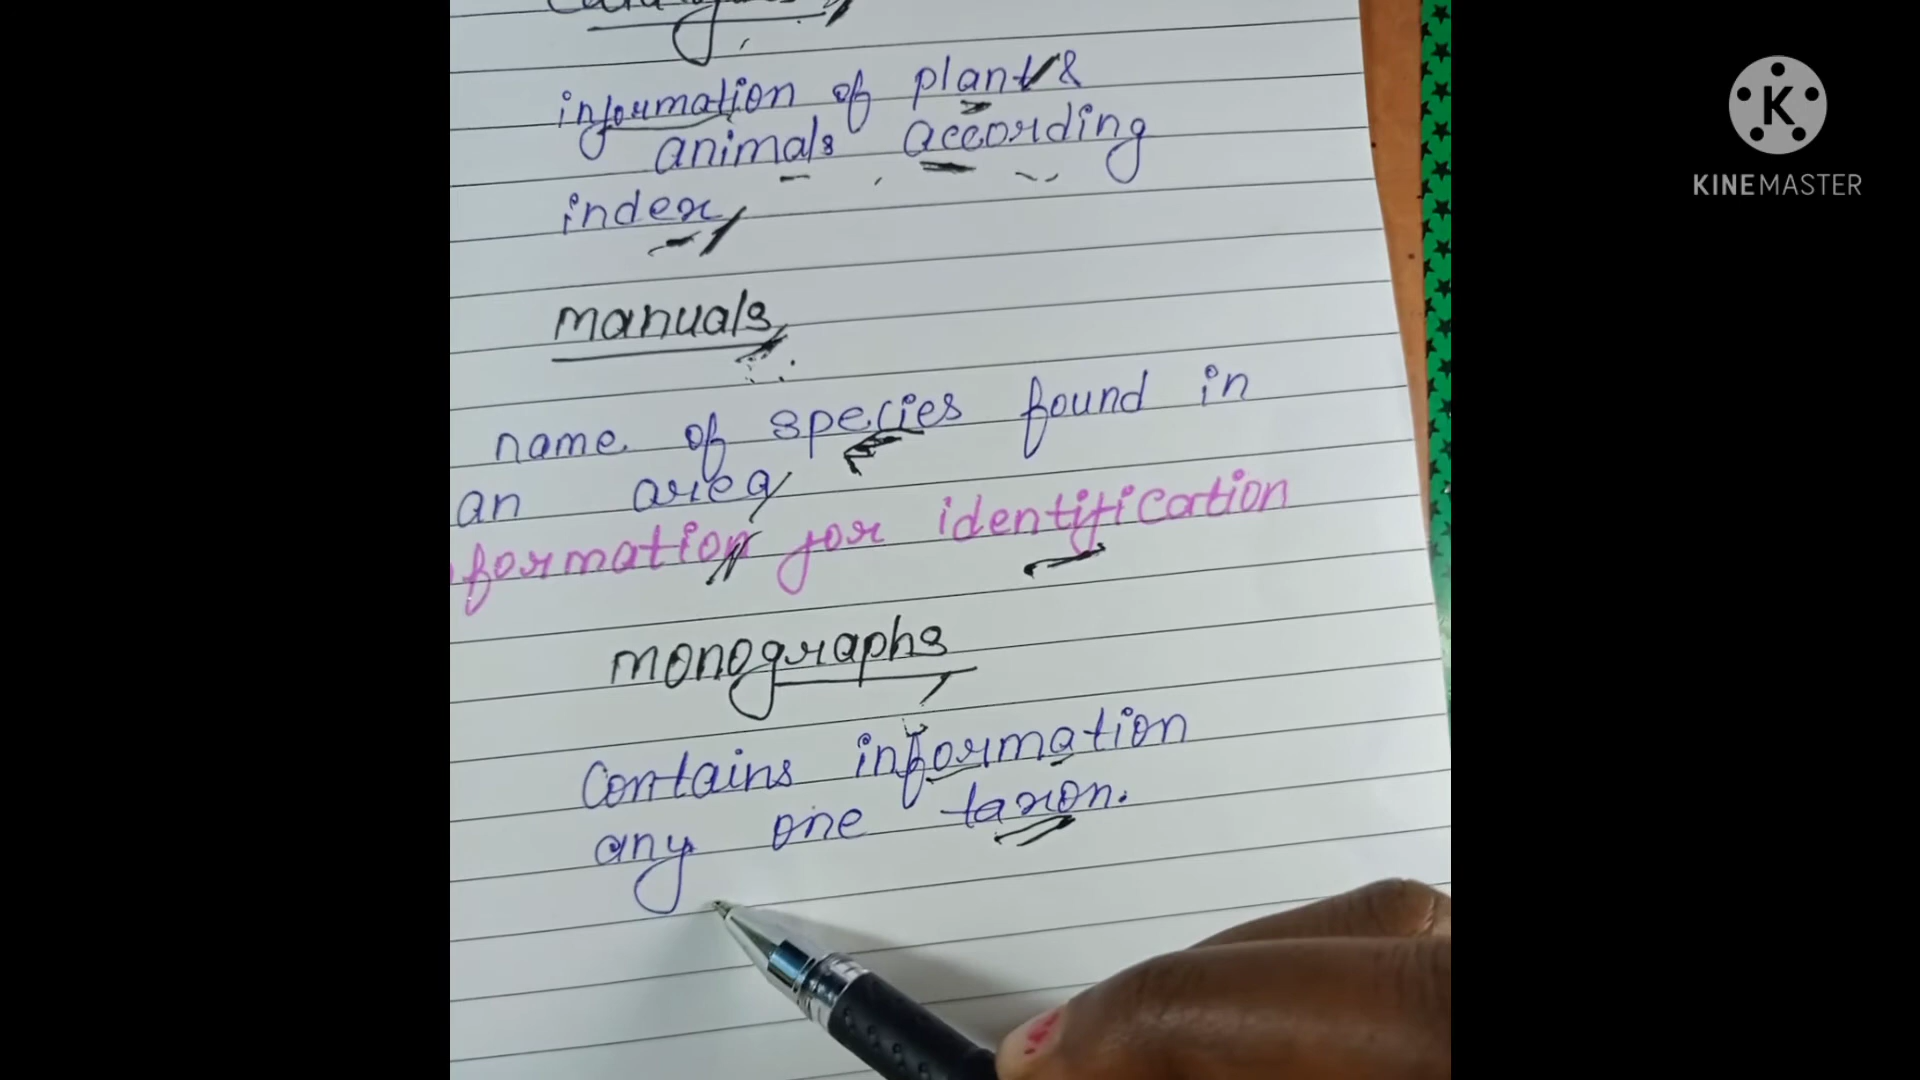 information of plant &
animals according
index
manuals
name of species found in
an area
formation for identification
monographs
contains information
any one taxon.
K
KINEMASTER